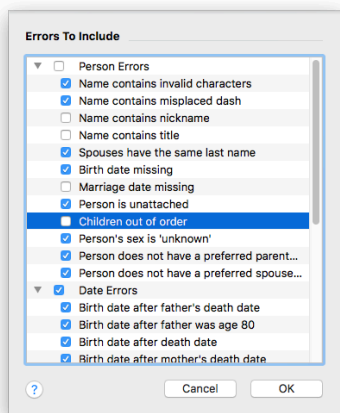 Errors To Include
Person Errors
Name contains invalid characters
Name contains misplaced dash
Name contains nickname
Name contains title
Spouses have the same last name
Birth date missing
Marriage date missing
Person is unattached
Children out of order
Person's sex is 'unknown'
Person does not have a preferred parent...
Person does not have a preferred spouse...
Date Errors
Birth date after father's death date
Birth date after father was age 80
Birth date after death date
Birth date after mother's death date
? Cancel OK